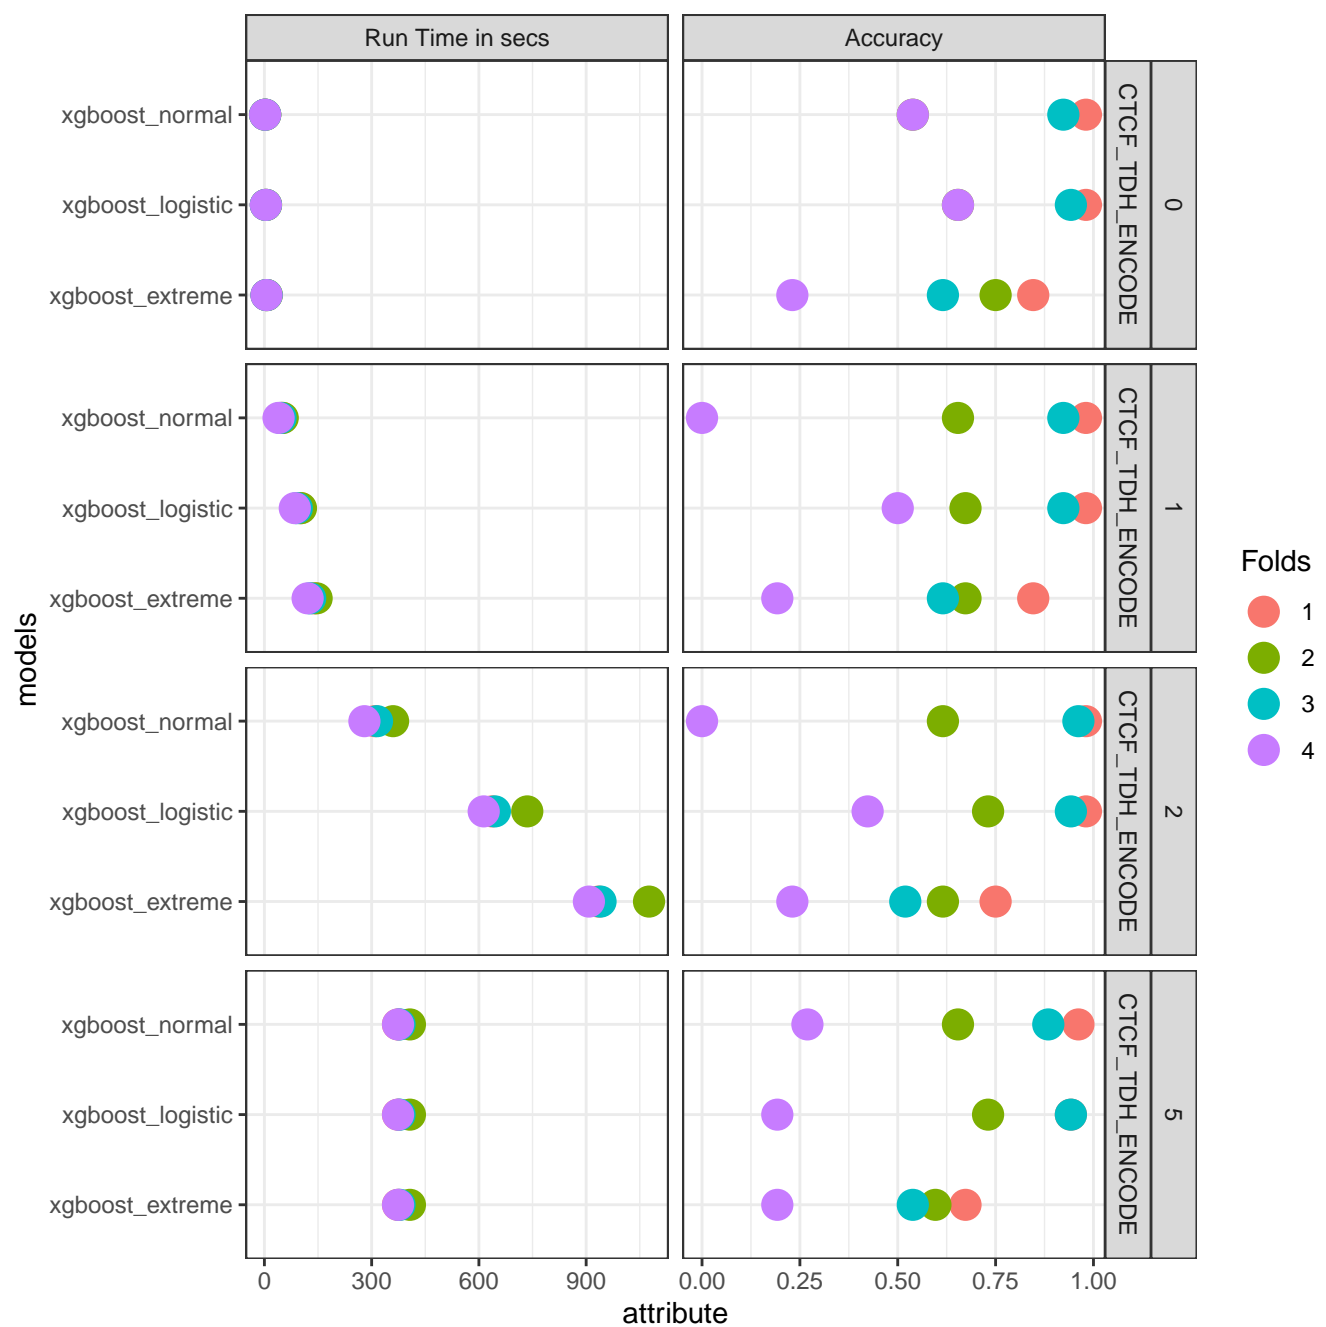 Run Time in secs
Accuracy
xgboost_normal
xgboost_logistic
xgboost_extreme
CTCF_TDH_ENCODE
0
xgboost_normal
xgboost_logistic
xgboost_extreme
CTCF_TDH_ENCODE
1
xgboost_normal
xgboost_logistic
xgboost_extreme
CTCF_TDH_ENCODE
2
xgboost_normal
xgboost_logistic
xgboost_extreme
CTCF_TDH_ENCODE
5
models
0 300 600 900
0.00 0.25 0.50 0.75 1.00
attribute
Folds
1
2
3
4